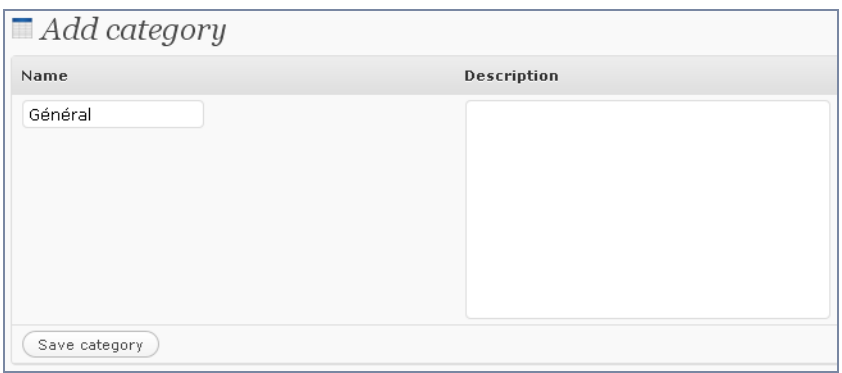 Add category
Name
Description
Général
Save category